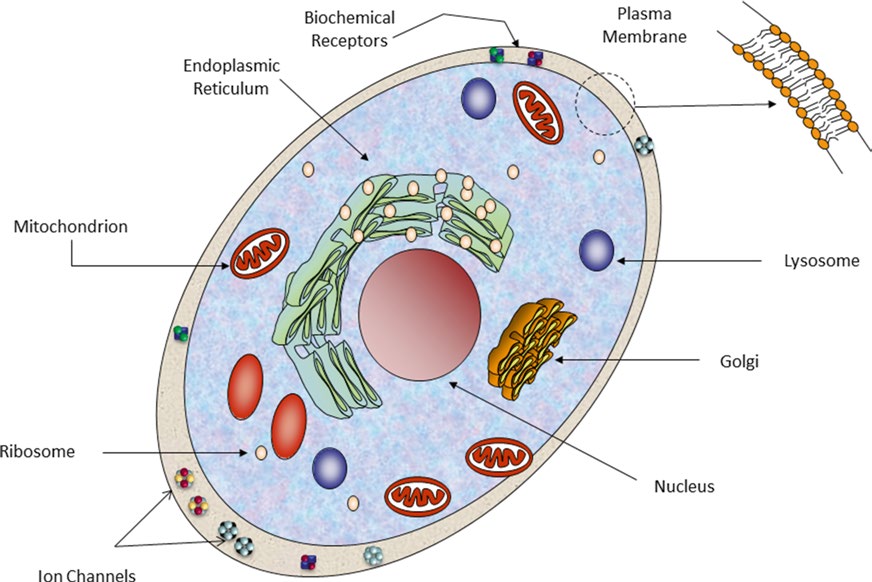 Biochemical
Receptors
Plasma
Membrane
Endoplasmic
Reticulum
Mitochondrion
Lysosome
Golgi
Ribosome
Nucleus
Ion Channels